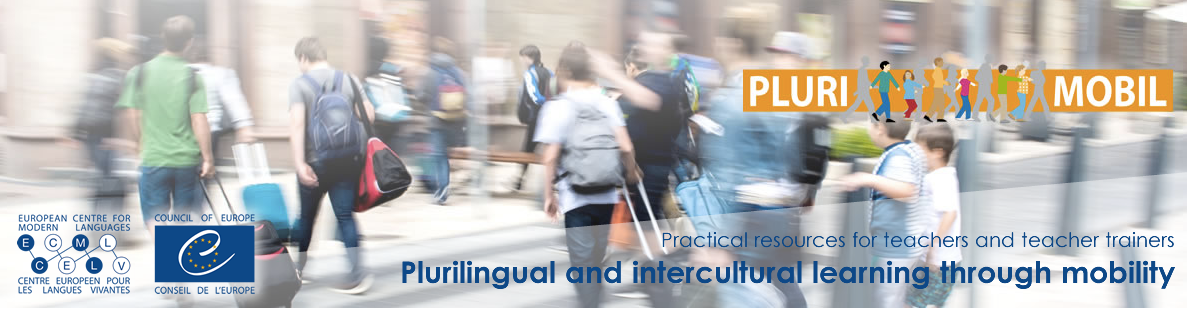 PLURI MOBIL
EUROPEAN CENTRE FOR
MODERN LANGUAGES
E C M L
C E L V
CENTRE EUROPEEN POUR
LES LANGUES VIVANTES
COUNCIL OF EUROPE
CONSEIL DE L'EUROPE
Practical resources for teachers and teacher trainers
Plurilingual and intercultural learning through mobility